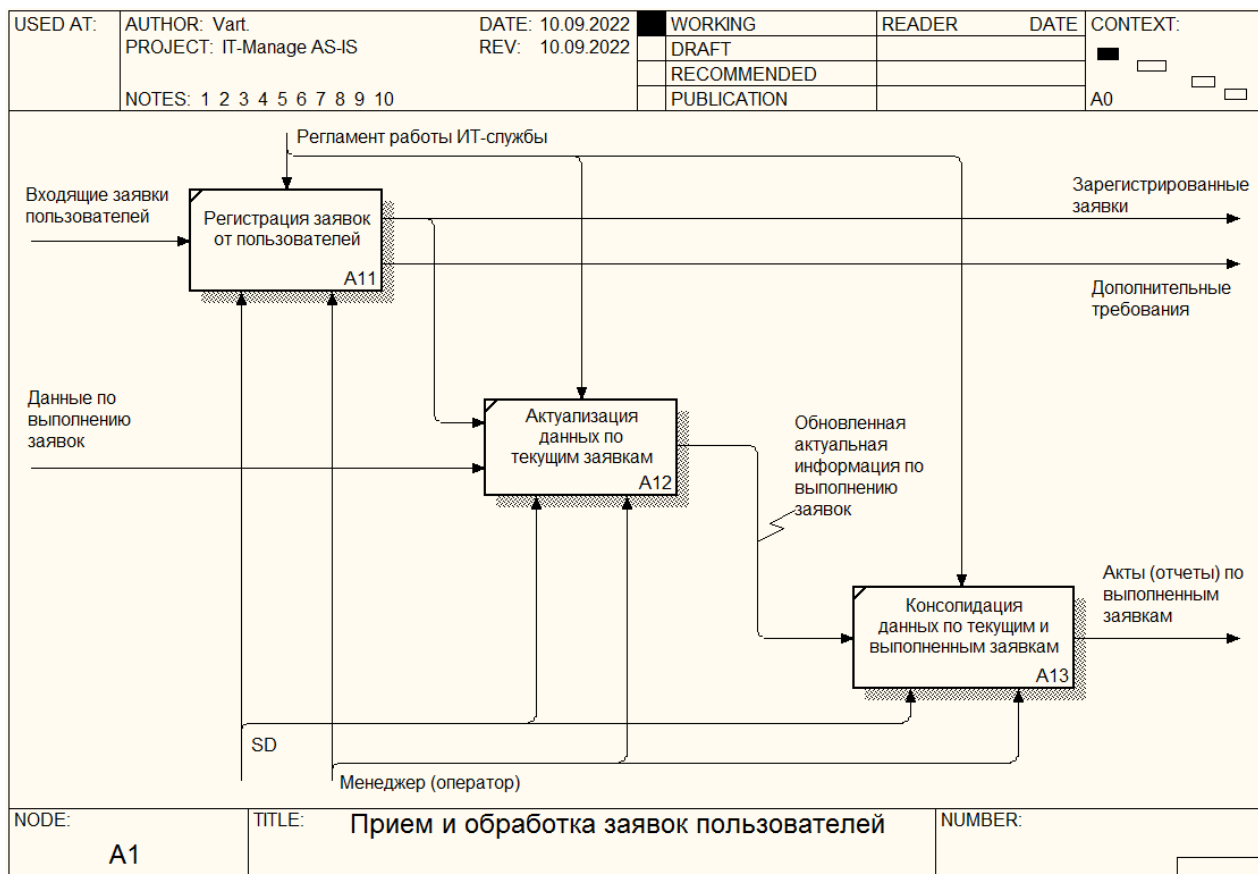 USED AT:
AUTHOR: Vart.
DATE: 10.09.2022
PROJECT: IT-Manage AS-IS
REV: 10.09.2022
NOTES: 1 2 3 4 5 6 7 8 9 10
WORKING
DRAFT
RECOMMENDED
PUBLICATION
READER
DATE
CONTEXT:
A0
Регламент работы ИТ-службы
Входящие заявки
пользователей
Регистрация заявок
от пользователей
A11
Зарегистрированные
заявки
Дополнительные
требования
Данные по
выполнению
заявок
Актуализация
данных по
текущим заявкам
A12
Обновленная
актуальная
информация по
выполнению
заявок
Консолидация
данных по текущим и
выполненным заявкам
A13
Акты (отчеты) по
выполненным
заявкам
SD
Менеджер (оператор)
NODE:
A1
TITLE:
Прием и обработка заявок пользователей
NUMBER: